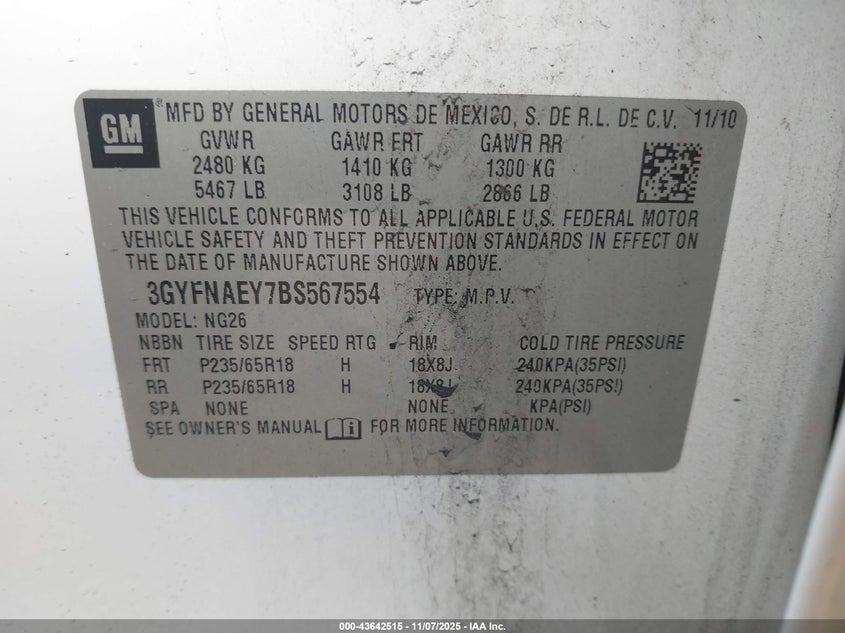 GM
® MFD BY GENERAL MOTORS DE MEXICO, S. DE R.L. DE C.V. 11/10
GVWR GAWR FRT GAWR RR
2480 KG 1410 KG 1300 KG
5467 LB 3108 LB 2866 LB
THIS VEHICLE CONFORMS TO ALL APPLICABLE U.S. FEDERAL MOTOR
VEHICLE SAFETY AND THEFT PREVENTION STANDARDS IN EFFECT ON
THE DATE OF MANUFACTURE SHOWN ABOVE.
3GYFNAEY7BS567554 TYPE: M.P.V.
MODEL: NG26
NBBN TIRE SIZE SPEED RTG RIM COLD TIRE PRESSURE
FRT P235/65R18 H 18X8J 240KPA(35PSI)
RR P235/65R18 H 18X8J 240KPA(35PSI)
SPA NONE NONE KPA(PSI)
SEE OWNER'S MANUAL FOR MORE INFORMATION.
000-43642515 - 11/07/2025 - IAA Inc.